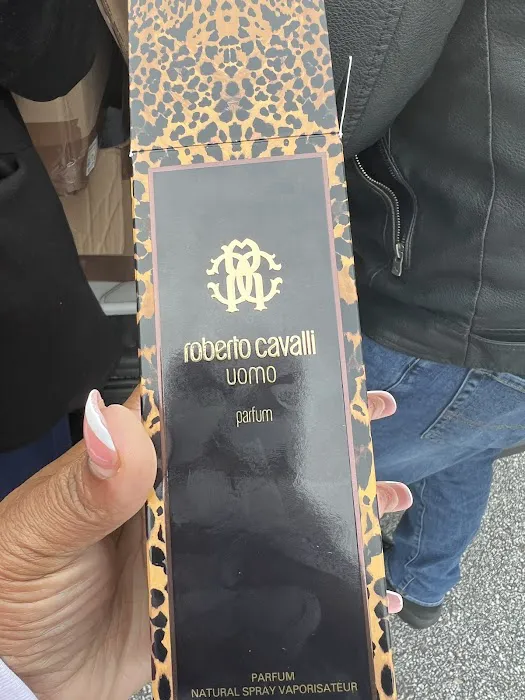 roberto cavalli
UOMO
parfum
PARFUM
NATURAL SPRAY VAPORISATEUR